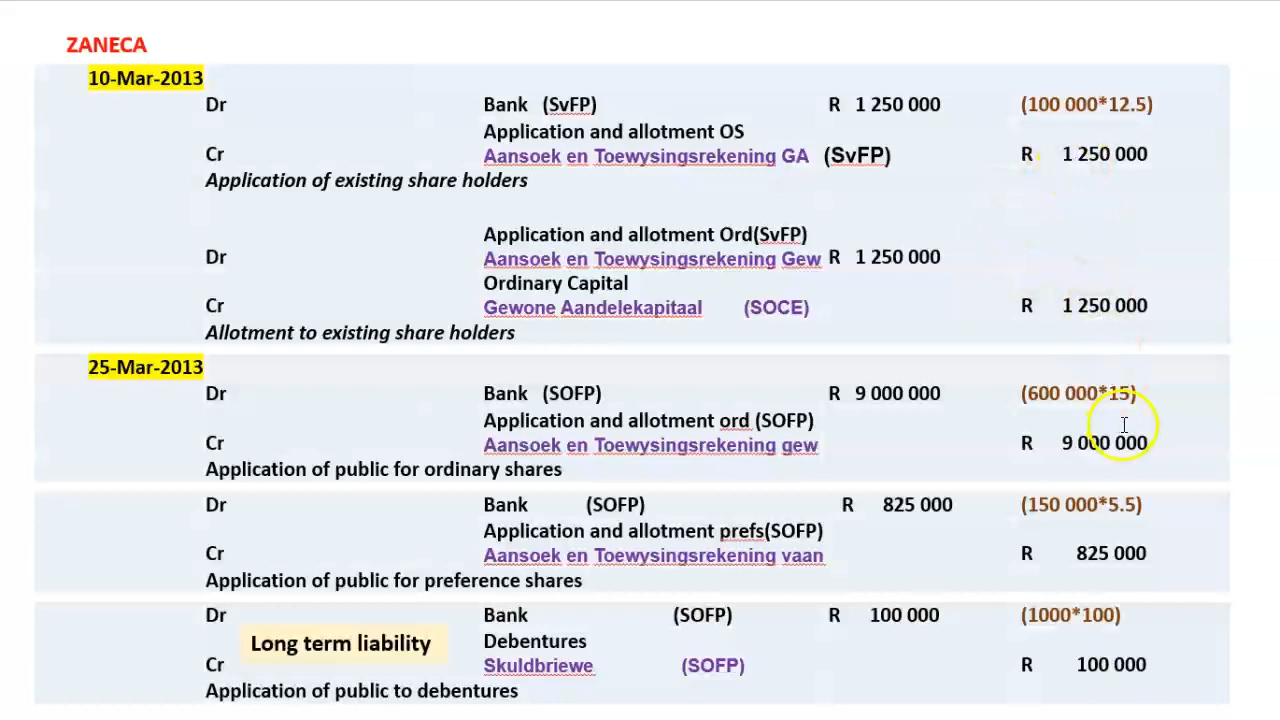 ZANECA
10-Mar-2013
Dr Bank (SvFP) R 1 250 000 (100 000*12.5)
Application and allotment OS
Cr Aansoek en Toewysingsrekening GA (SvFP) R 1 250 000
Application of existing share holders
Application and allotment Ord(SvFP)
Dr Aansoek en Toewysingsrekening Gew R 1 250 000
Ordinary Capital
Cr Gewone Aandelekapitaal (SOCE) R 1 250 000
Allotment to existing share holders
25-Mar-2013
Dr Bank (SOFP) R 9 000 000 (600 000*15)
Application and allotment ord (SOFP)
Cr Aansoek en Toewysingsrekening gew R 9 000 000
Application of public for ordinary shares
Dr Bank (SOFP) R 825 000 (150 000*5.5)
Application and allotment prefs(SOFP)
Cr Aansoek en Toewysingsrekening vaan R 825 000
Application of public for preference shares
Dr Bank (SOFP) R 100 000 (1000*100)
Long term liability Debentures
Cr Skuldbriewe (SOFP) R 100 000
Application of public to debentures